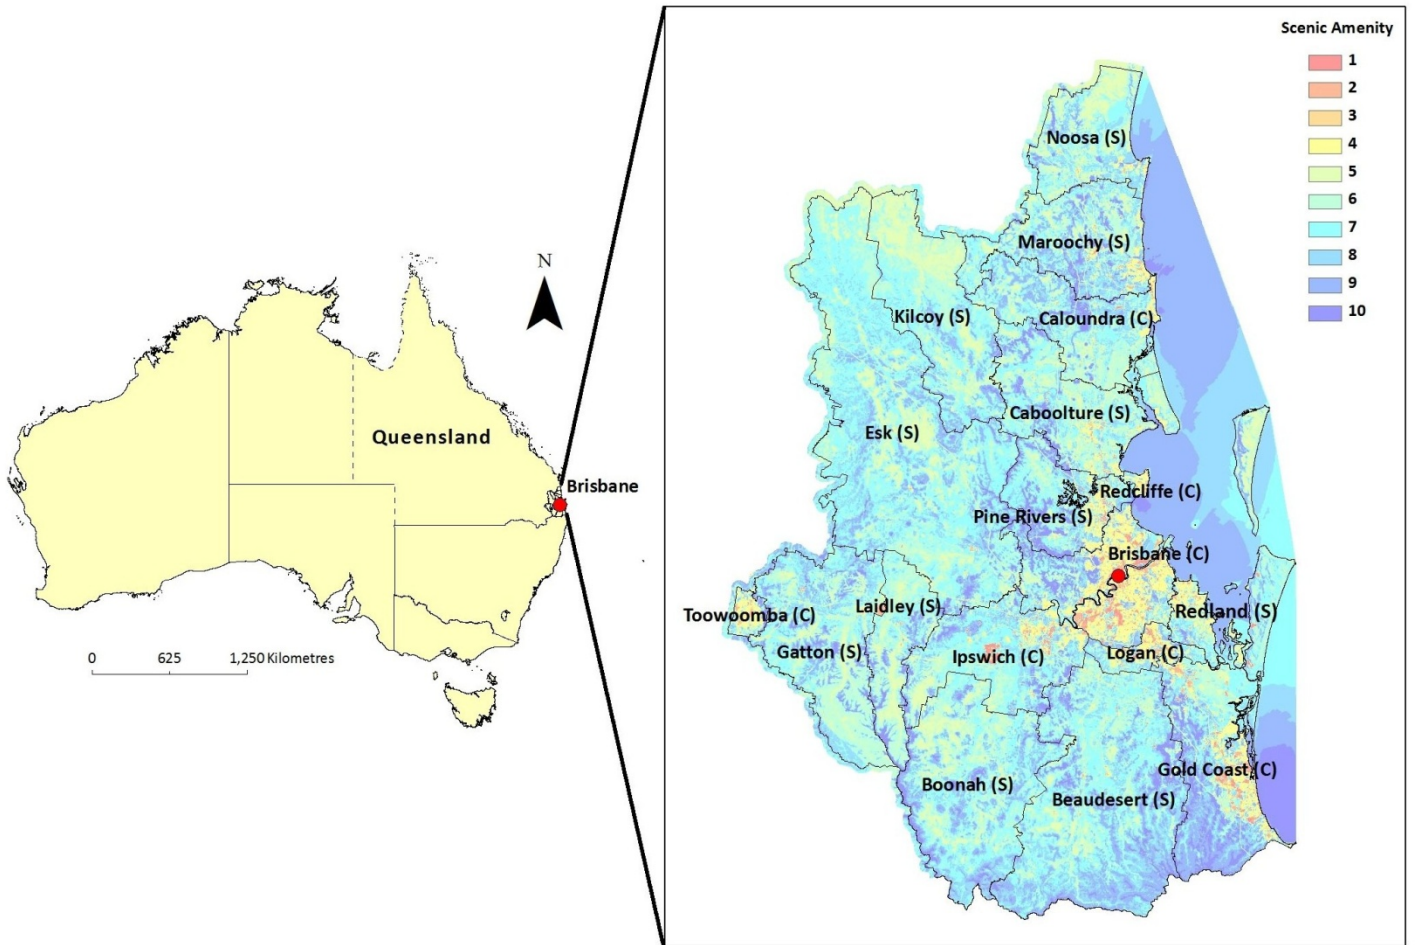 N
Queensland
Brisbane
0 625 1,250 Kilometres
Scenic Amenity
1
2
3
4
5
6
7
8
9
10
Noosa (S)
Maroochy (S)
Kilcoy (S)
Caloundra (C)
Caboolture (S)
Esk (S)
Redcliffe (C)
Pine Rivers (S)
Brisbane (C)
Toowoomba (C)
Laidley (S)
Redland (S)
Gatton (S)
Ipswich (C)
Logan (C)
Gold Coast (C)
Boonah (S)
Beaudesert (S)